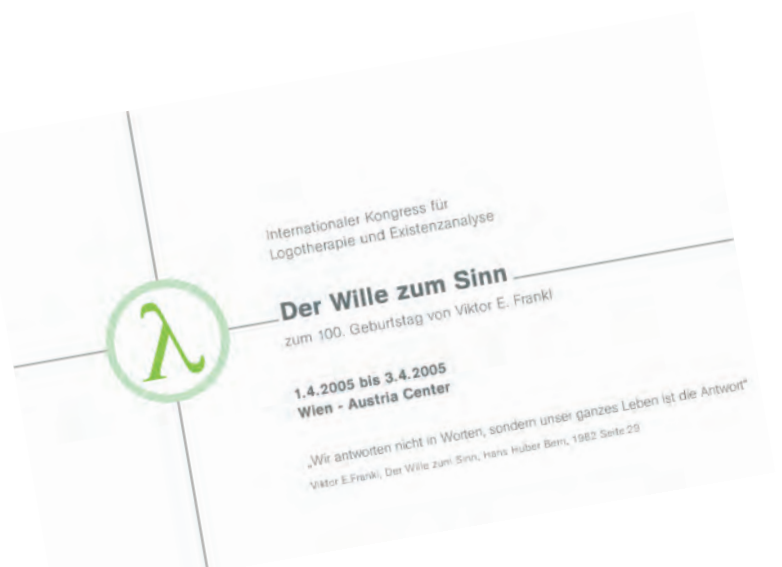 Internationaler Kongress für
Logotherapie und Existenzanalyse
λ
Der Wille zum Sinn
zum 100. Geburtstag von Viktor E. Frankl
1.4.2005 bis 3.4.2005
Wien - Austria Center
„Wir antworten nicht in Worten, sondern unser ganzes Leben ist die Antwort“
Viktor E.Frankl, Der Wille zum Sinn, Hans Huber Bern, 1982 Seite 29